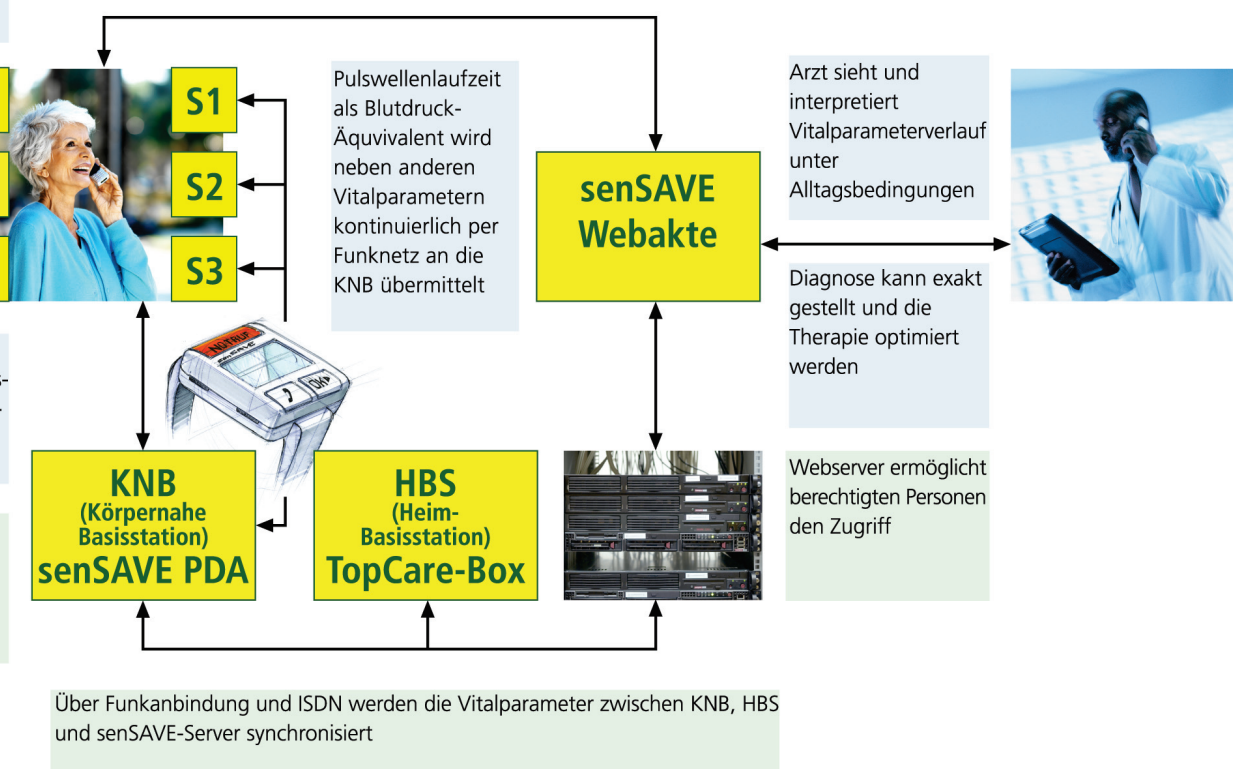 S1
S2
S3
Pulswellenlaufzeit
als Blutdruck-
Äquvivalent wird
neben anderen
Vitalparametern
kontinuierlich per
Funknetz an die
KNB übermittelt
senSAVE
Webakte
Arzt sieht und
interpretiert
Vitalparameterverlauf
unter
Alltagsbedingungen
Diagnose kann exakt
gestellt und die
Therapie optimiert
werden
NOTRUF
senSAVE
OK
KNB
(Körpernahe
Basisstation)
senSAVE PDA
HBS
(Heim-
Basisstation)
TopCare-Box
Webserver ermöglicht
berechtigten Personen
den Zugriff
Über Funkanbindung und ISDN werden die Vitalparameter zwischen KNB, HBS
und senSAVE-Server synchronisiert